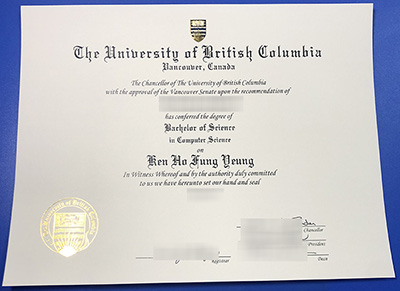 The University of British Columbia
Vancouver, Canada
The Chancellor of The University of British Columbia
with the approval of the Vancouver Senate upon the recommendation of
has conferred the degree of
Bachelor of Science
in Computer Science
on
Ken Ho Fung Yeung
In Witness Whereof and by the authority duly committed
to us we have hereunto set our hand and seal
Chancellor
President
Registrar
Dean